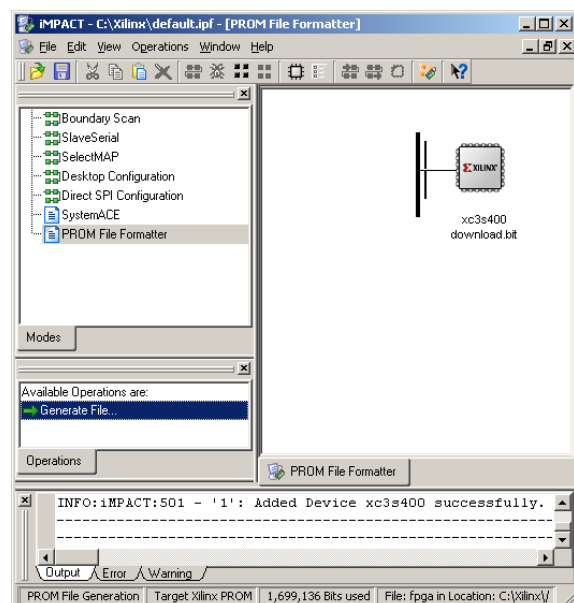 iMPACT - C:\Xilinx\default.ipf - [PROM File Formatter]
File Edit View Operations Window Help
Boundary Scan
SlaveSerial
SelectMAP
Desktop Configuration
Direct SPI Configuration
SystemACE
PROM File Formatter
Modes
Available Operations are:
Generate File...
Operations
XILINX
xc3s400
download.bit
PROM File Formatter
INFO:iMPACT:501 - '1': Added Device xc3s400 successfully.
----------------------------------------------------------------------
----------------------------------------------------------------------
Output Error Warning
PROM File Generation Target Xilinx PROM 1,699,136 Bits used File: fpga in Location: C:\Xilinx\/